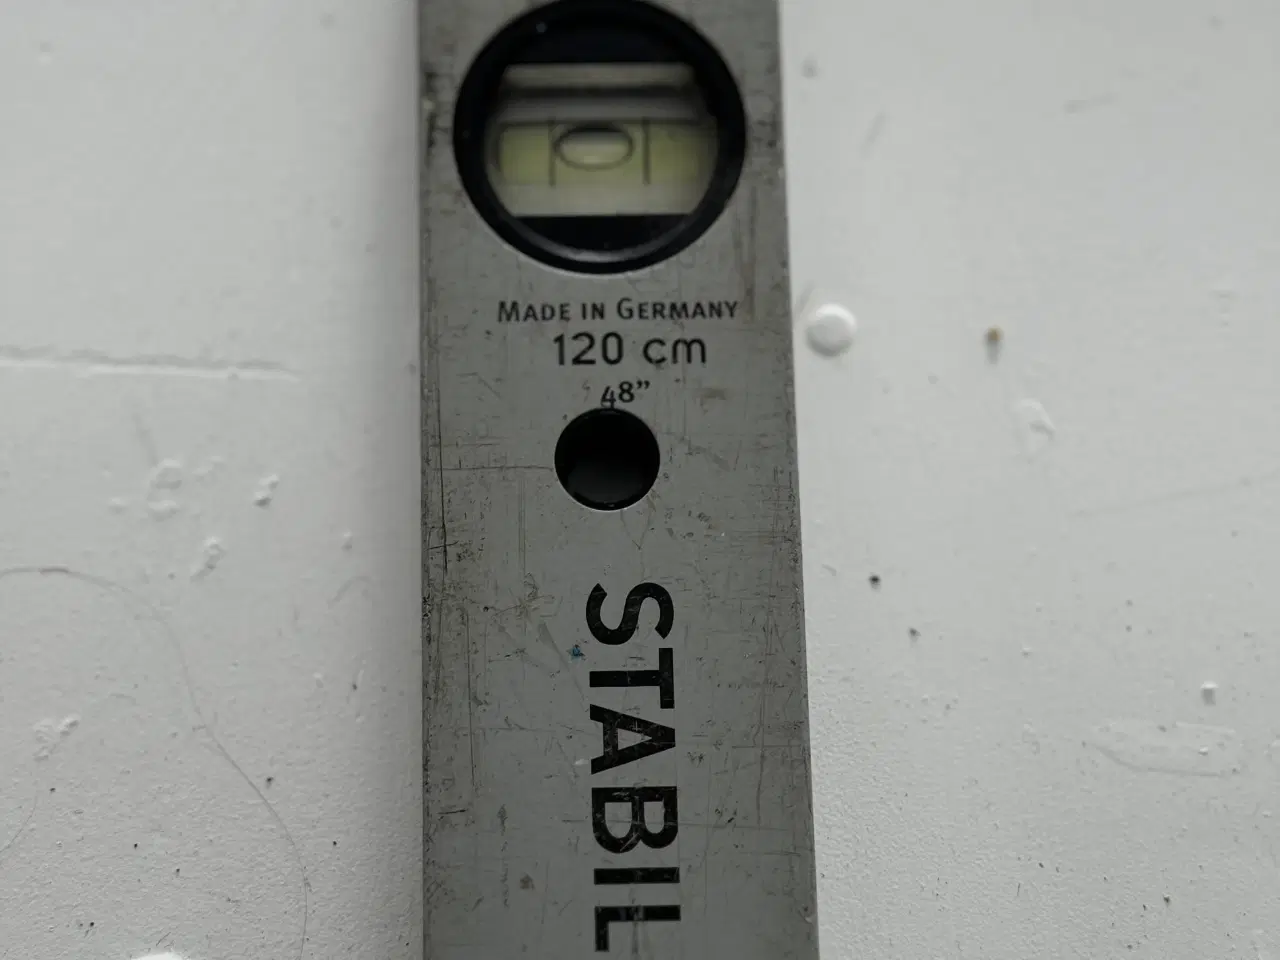 MADE IN GERMANY
120 cm
48”
STABIL